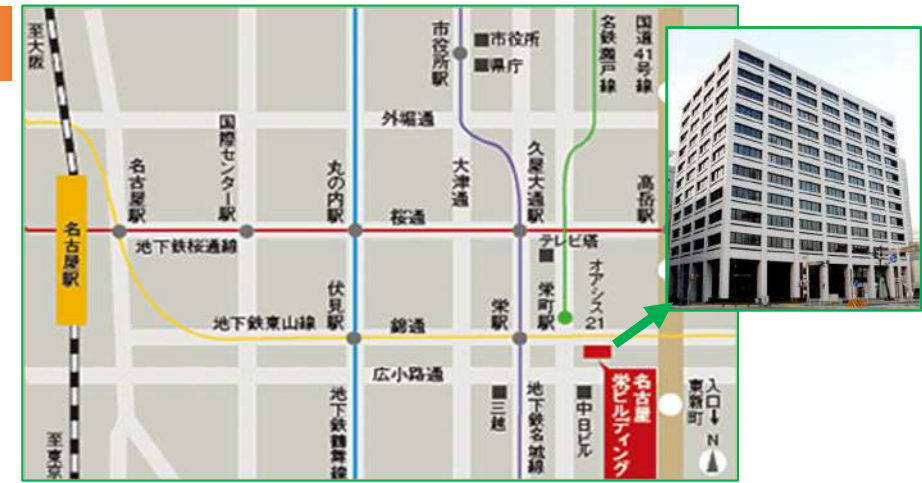 至大阪
市役所駅
■市役所
■県庁
名鉄瀬戸線
国道41号線
外堀通
名古屋駅
国際センター駅
丸の内駅
大津通
久屋大通駅
高岳駅
桜通
名古屋駅
地下鉄桜通線
テレビ塔
伏見駅
栄駅
栄町駅
オアシス21
地下鉄東山線
錦通
広小路通
地下鉄鶴舞線
三越
地下鉄名城線
中日ビル
名古屋
栄ビルディング
入口↓
東新町
至東京
N